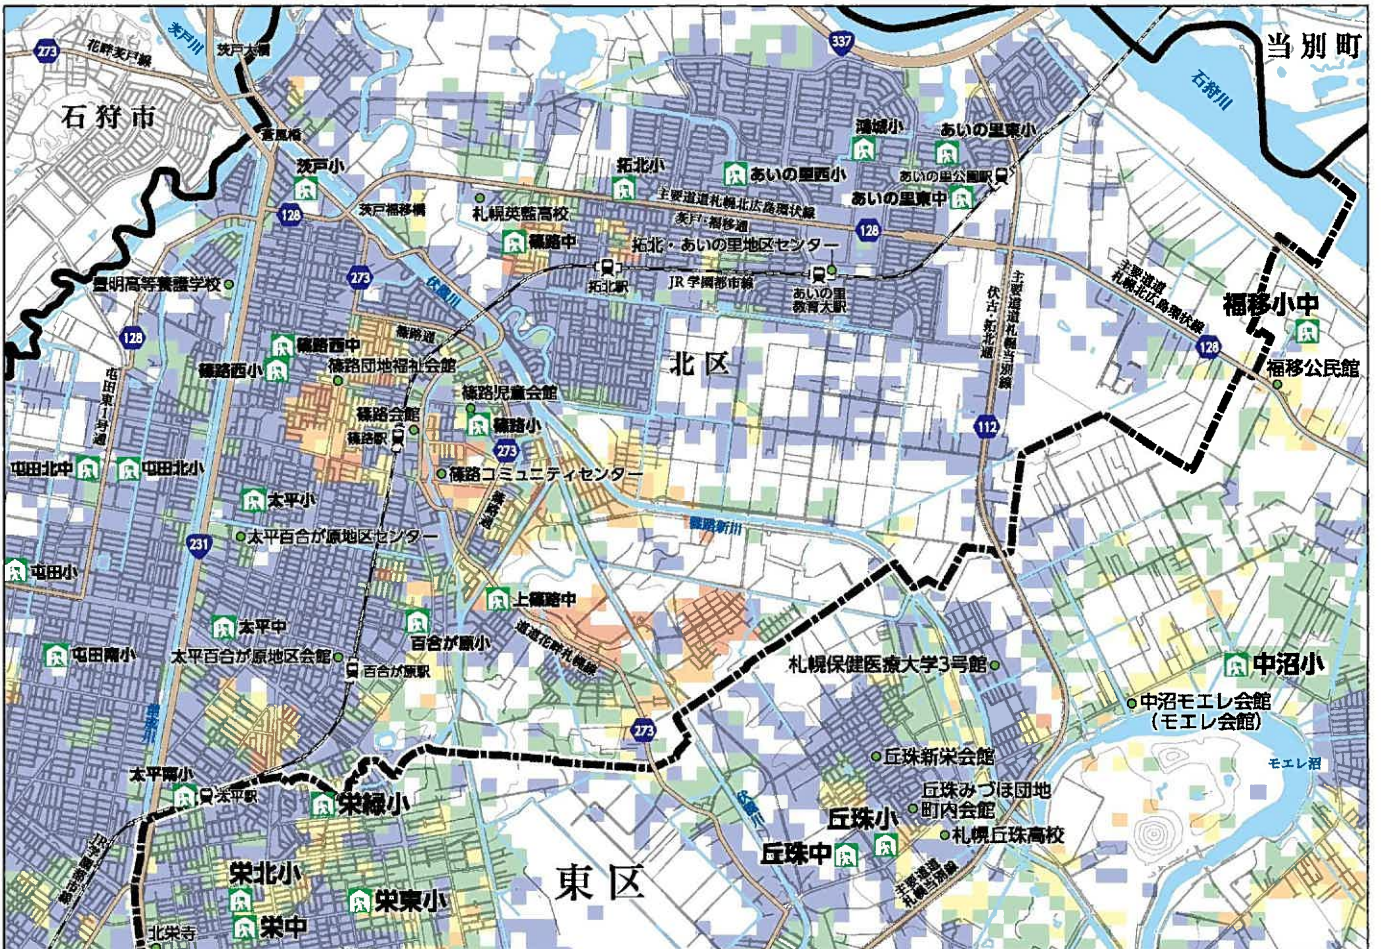 当別町
石狩川
337
273
花畔茨戸線
茨戸川
茨戸大橋
石狩市
茨戸小
128
茨戸福移橋
札幌英藍高校
篠路中
拓北小
あいの里西小
鴻城小
あいの里東小
あいの里公園駅
あいの里東中
主要道道札幌北広島環状線
茨戸・福移通
128
拓北・あいの里地区センター
拓北駅
JR学園都市線
あいの里
教育大駅
主要道道札幌当別線
伏古・拓北通
主要道道
札幌北広島環状線
福移小中
128
福移公民館
豊明高等養護学校
273
伏籠川
128
屯田東1号通
篠路通
篠路西中
篠路西小
篠路団地福祉会館
北区
篠路児童会館
篠路会館
篠路駅
篠路小
273
112
屯田北中
屯田北小
篠路コミュニティセンター
太平小
太平百合が原地区センター
篠路新川
231
屯田小
上篠路中
太平中
百合が原小
道道花畔札幌線
屯田南小
太平百合が原地区会館
百合が原駅
札幌保健医療大学3号館
中沼小
中沼モエレ会館
(モエレ会館)
273
丘珠新栄会館
モエレ沼
太平南小
太平駅
栄緑小
丘珠みづほ団地
町内会館
丘珠小
札幌丘珠高校
丘珠中
主要道道
札幌当別線
東区
栄北小
栄東小
栄中
北栄寺